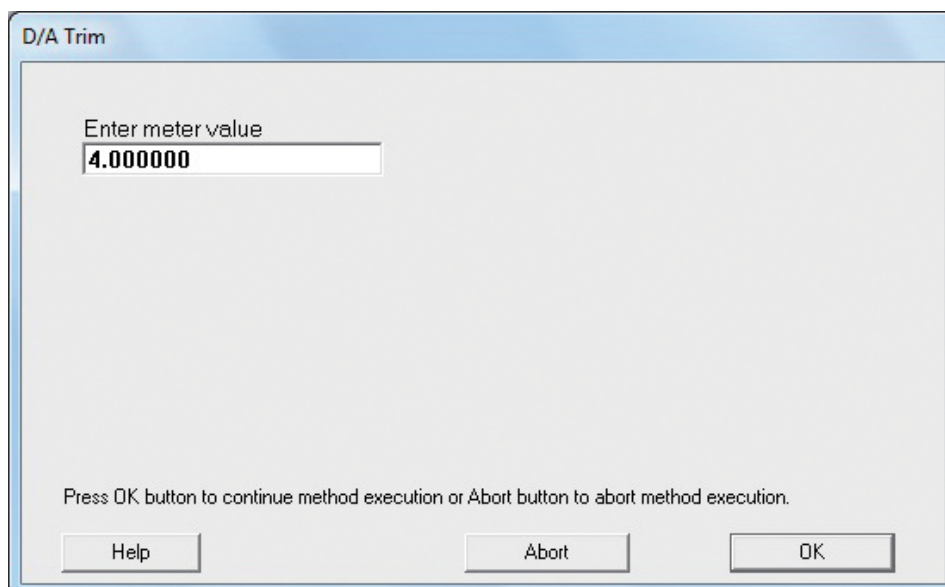 D/A Trim
Enter meter value
4.000000
Press OK button to continue method execution or Abort button to abort method execution.
Help
Abort
OK